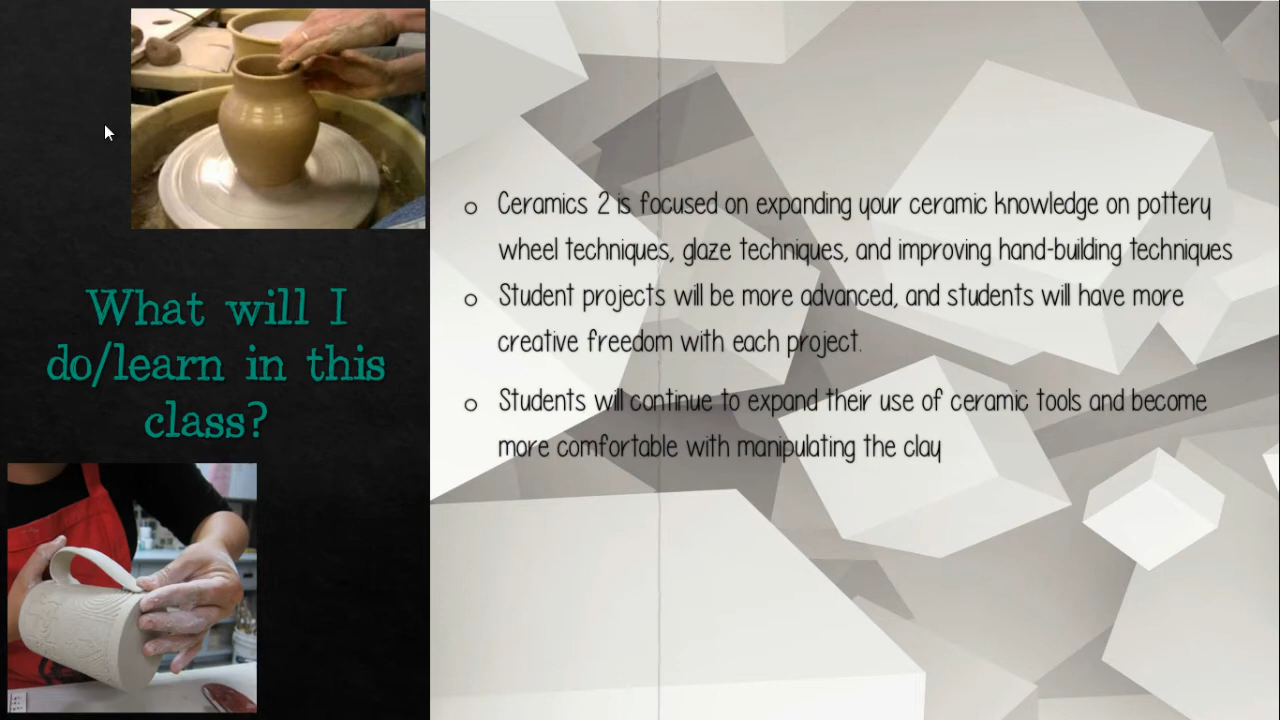 What will I
do/learn in this
class?
o Ceramics 2 is focused on expanding your ceramic knowledge on pottery
wheel techniques, glaze techniques, and improving hand-building techniques
o Student projects will be more advanced, and students will have more
creative freedom with each project.
o Students will continue to expand their use of ceramic tools and become
more comfortable with manipulating the clay